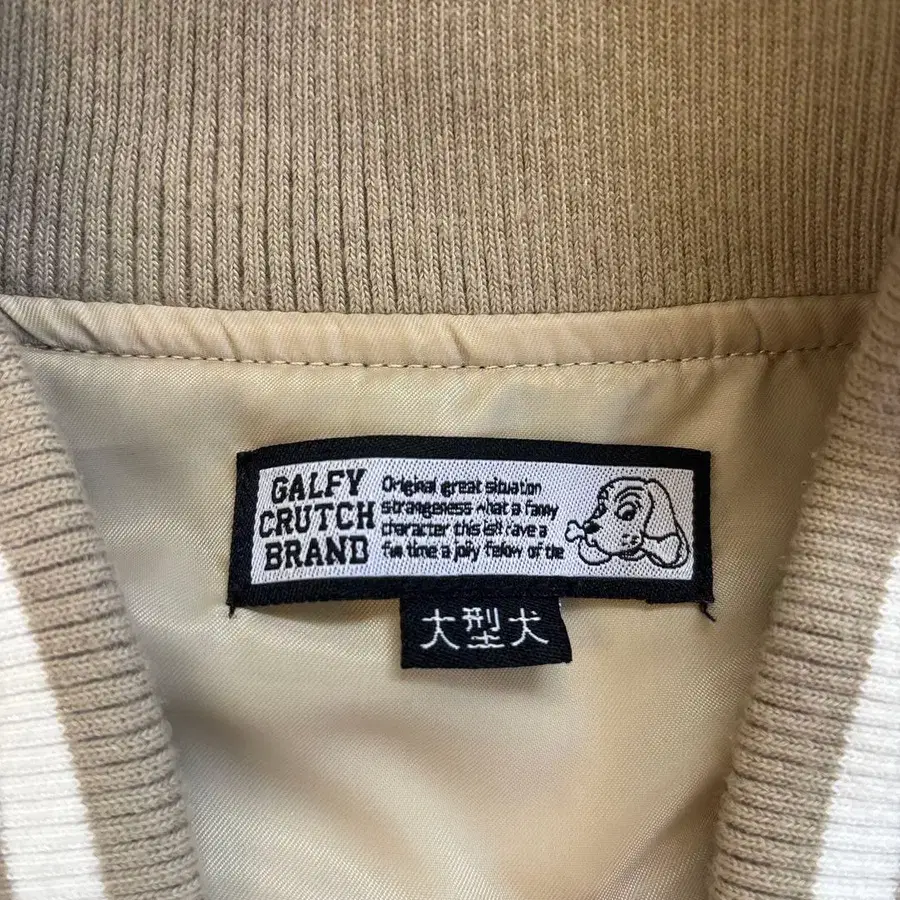 GALFY
CRUTCH
BRAND
Original great situaton
strangeness what a fanny
character this is!! have a
fun time a jolly fellow of the
大型犬